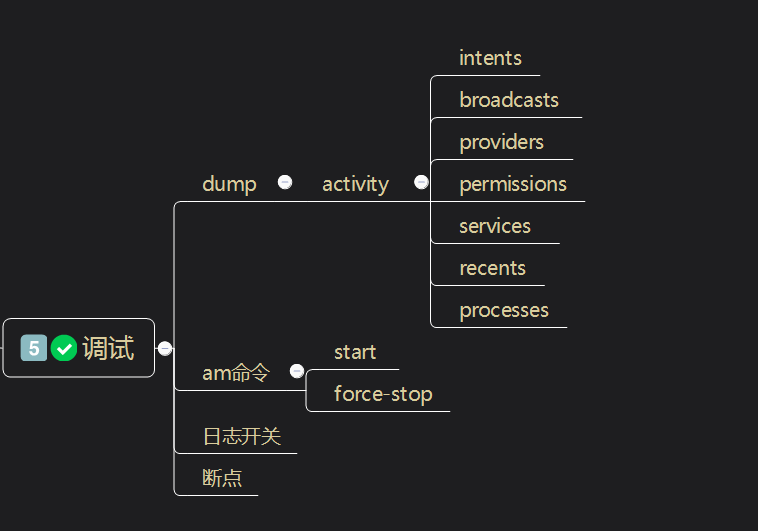 5 调试
dump
activity
intents
broadcasts
providers
permissions
services
recents
processes
am命令
start
force-stop
日志开关
断点